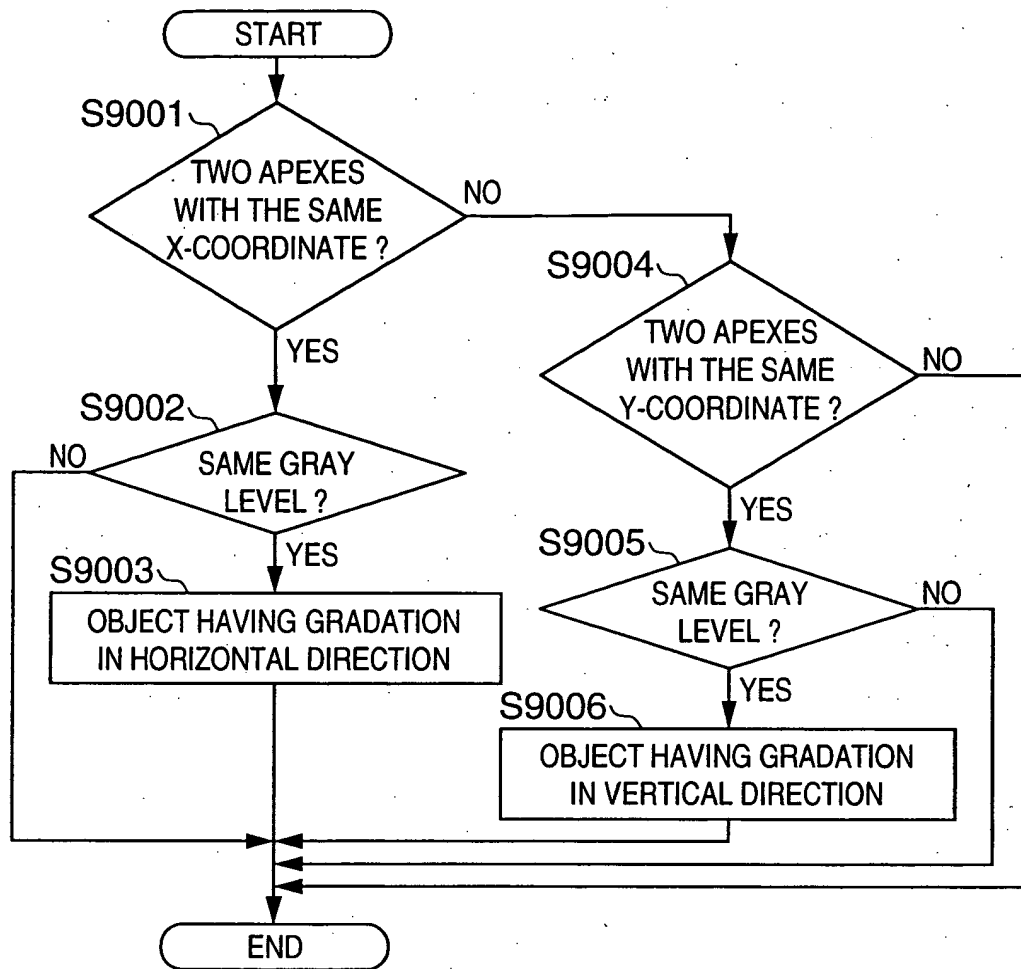 START
S9001
TWO APEXES
WITH THE SAME
X-COORDINATE ?
NO
YES
S9004
TWO APEXES
WITH THE SAME
Y-COORDINATE ?
NO
YES
S9002
NO
SAME GRAY
LEVEL ?
YES
S9005
SAME GRAY
LEVEL ?
NO
YES
S9003
OBJECT HAVING GRADATION
IN HORIZONTAL DIRECTION
S9006
OBJECT HAVING GRADATION
IN VERTICAL DIRECTION
END